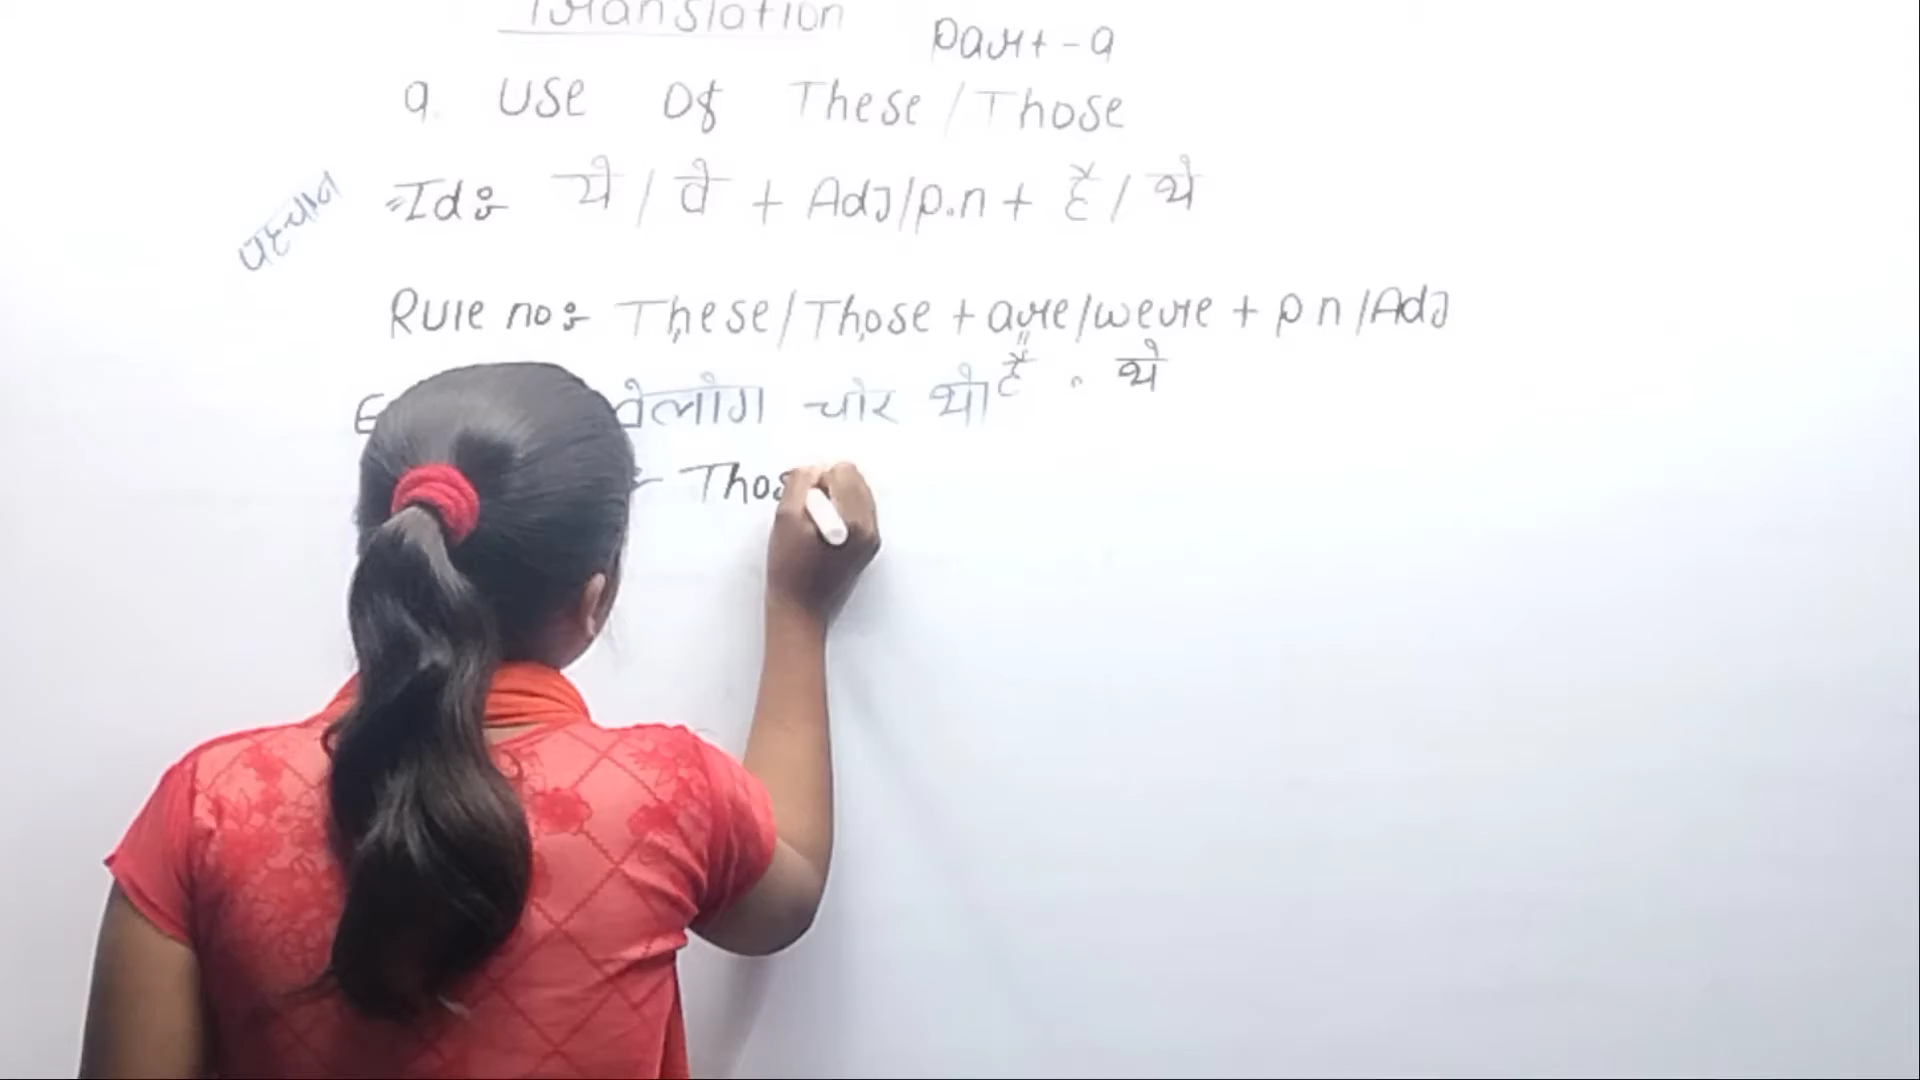 Translation
Part - 9
9. Use Of These / Those
पहचान
Id: ये / वे + Adj/p.n + हैं / थे
Rule no: These/Those + are/were + p n /Adj
हैं . थे
वेलोग चोर थे।
Thos